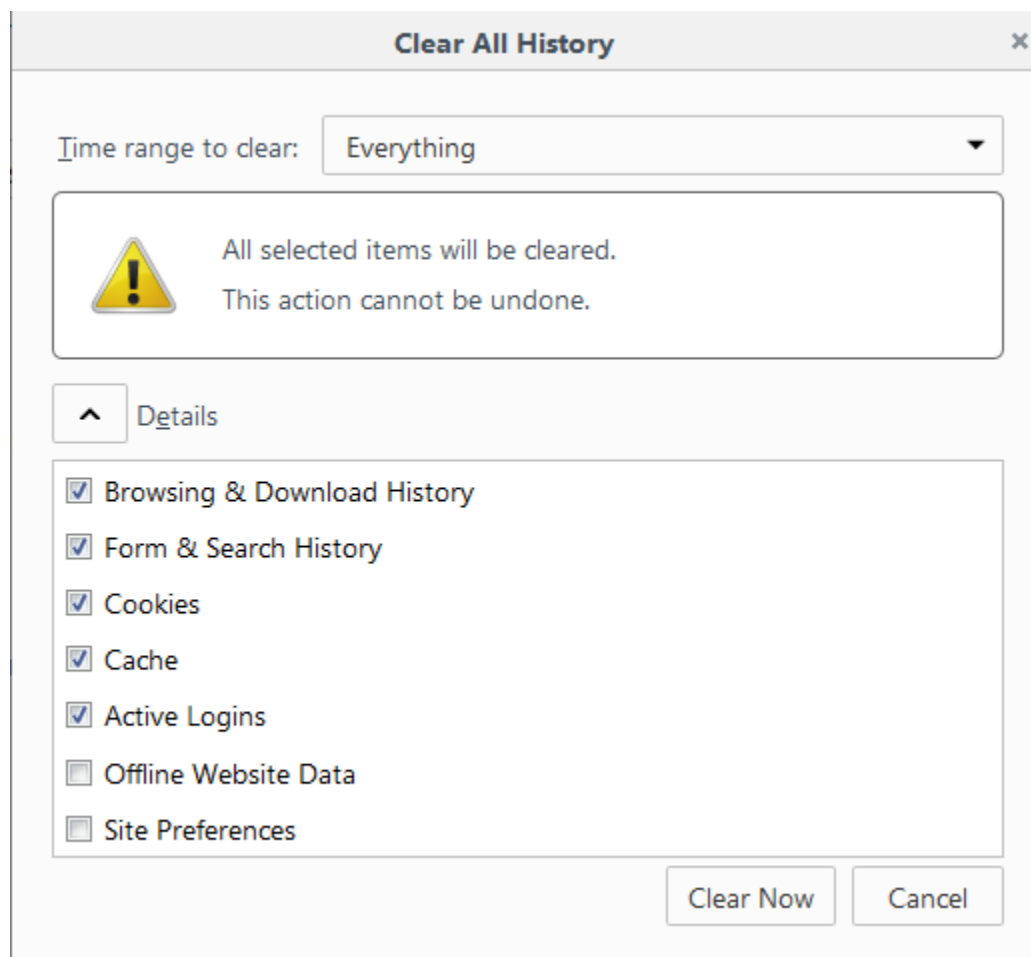 Clear All History
Time range to clear: Everything
All selected items will be cleared.
This action cannot be undone.
Details
Browsing & Download History
Form & Search History
Cookies
Cache
Active Logins
Offline Website Data
Site Preferences
Clear Now Cancel